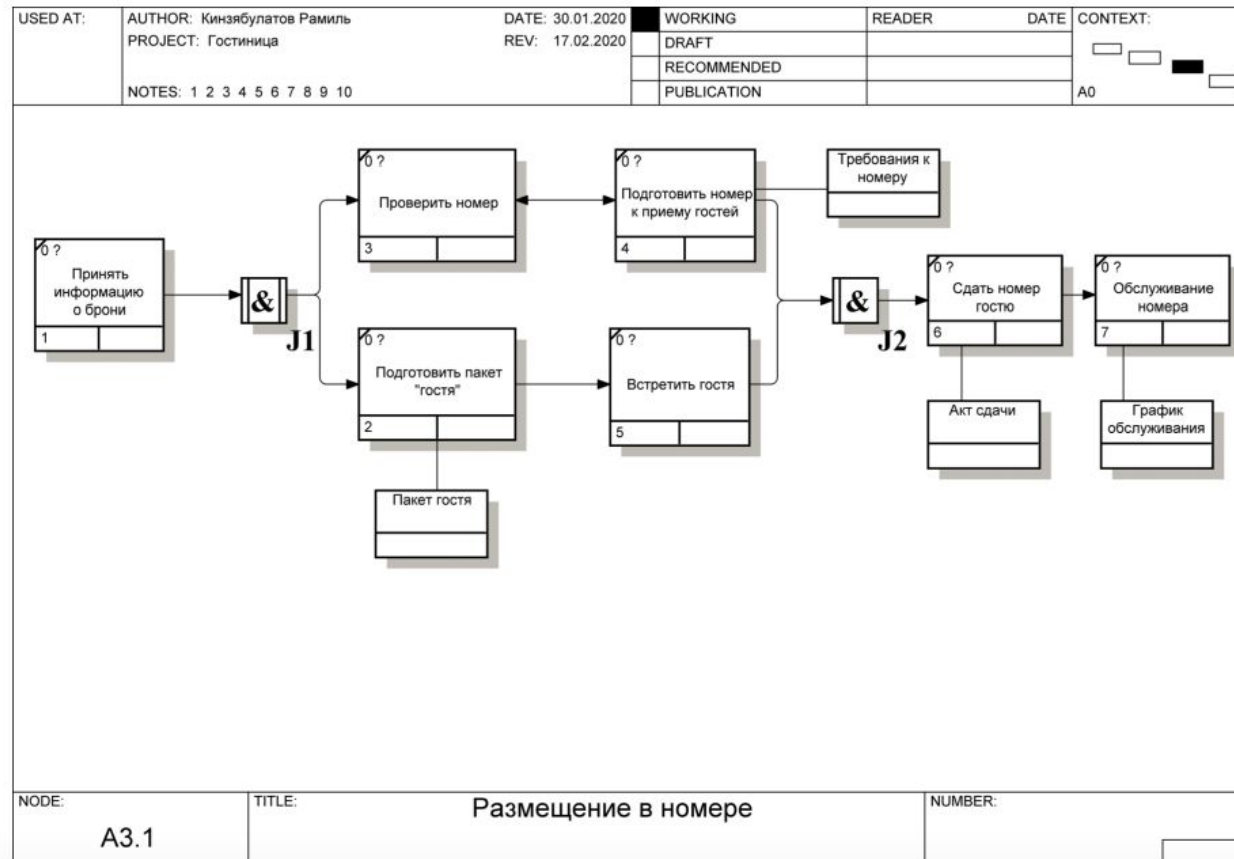 USED AT:
AUTHOR: Кинзябулатов Рамиль
DATE: 30.01.2020
PROJECT: Гостиница
REV: 17.02.2020
NOTES: 1 2 3 4 5 6 7 8 9 10
WORKING
DRAFT
RECOMMENDED
PUBLICATION
READER
DATE
CONTEXT:
A0
0 ?
Принять
информацию
о брони
1
&
J1
0 ?
Проверить номер
3
0 ?
Подготовить номер
к приему гостей
4
Требования к
номеру
0 ?
Подготовить пакет
"гостя"
2
Пакет гостя
0 ?
Встретить гостя
5
&
J2
0 ?
Сдать номер
гостю
6
Акт сдачи
0 ?
Обслуживание
номера
7
График
обслуживания
NODE:
A3.1
TITLE:
Размещение в номере
NUMBER: